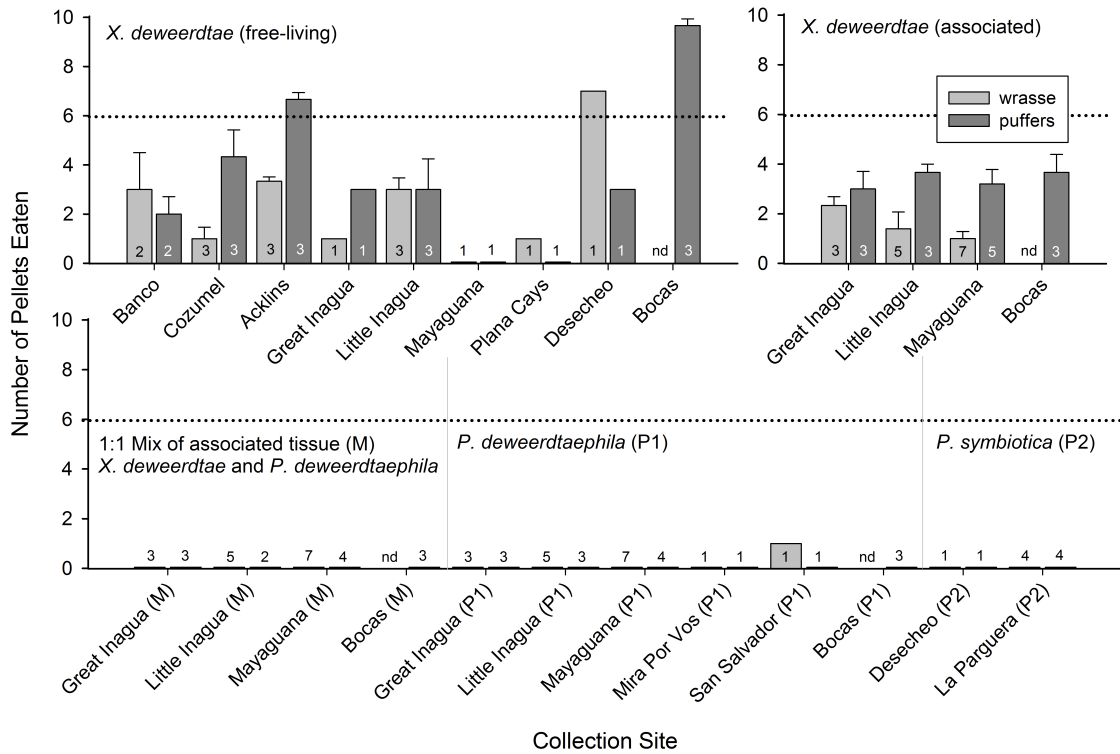 X. deweerdtae (free-living)
10
8
6
4
2
0
2 2 3 3 3 3 1 1 3 3 1 1 1 1 1 1 nd 3
Banco
Cozumel
Acklins
Great Inagua
Little Inagua
Mayaguana
Plana Cays
Desecheo
Bocas
X. deweerdtae (associated)
wrasse
puffers
10
8
6
4
2
0
3 3 5 3 7 5 nd 3
Great Inagua
Little Inagua
Mayaguana
Bocas
Number of Pellets Eaten
10
8
6
4
2
0
1:1 Mix of associated tissue (M)
X. deweerdtae and P. deweerdtaephila
P. deweerdtaephila (P1)
P. symbiotica (P2)
3 3 5 2 7 4 nd 3 3 3 5 3 7 4 1 1 1 1 nd 3 1 1 4 4
Great Inagua (M)
Little Inagua (M)
Mayaguana (M)
Bocas (M)
Great Inagua (P1)
Little Inagua (P1)
Mayaguana (P1)
Mira Por Vos (P1)
San Salvador (P1)
Bocas (P1)
Desecheo (P2)
La Parguera (P2)
Collection Site